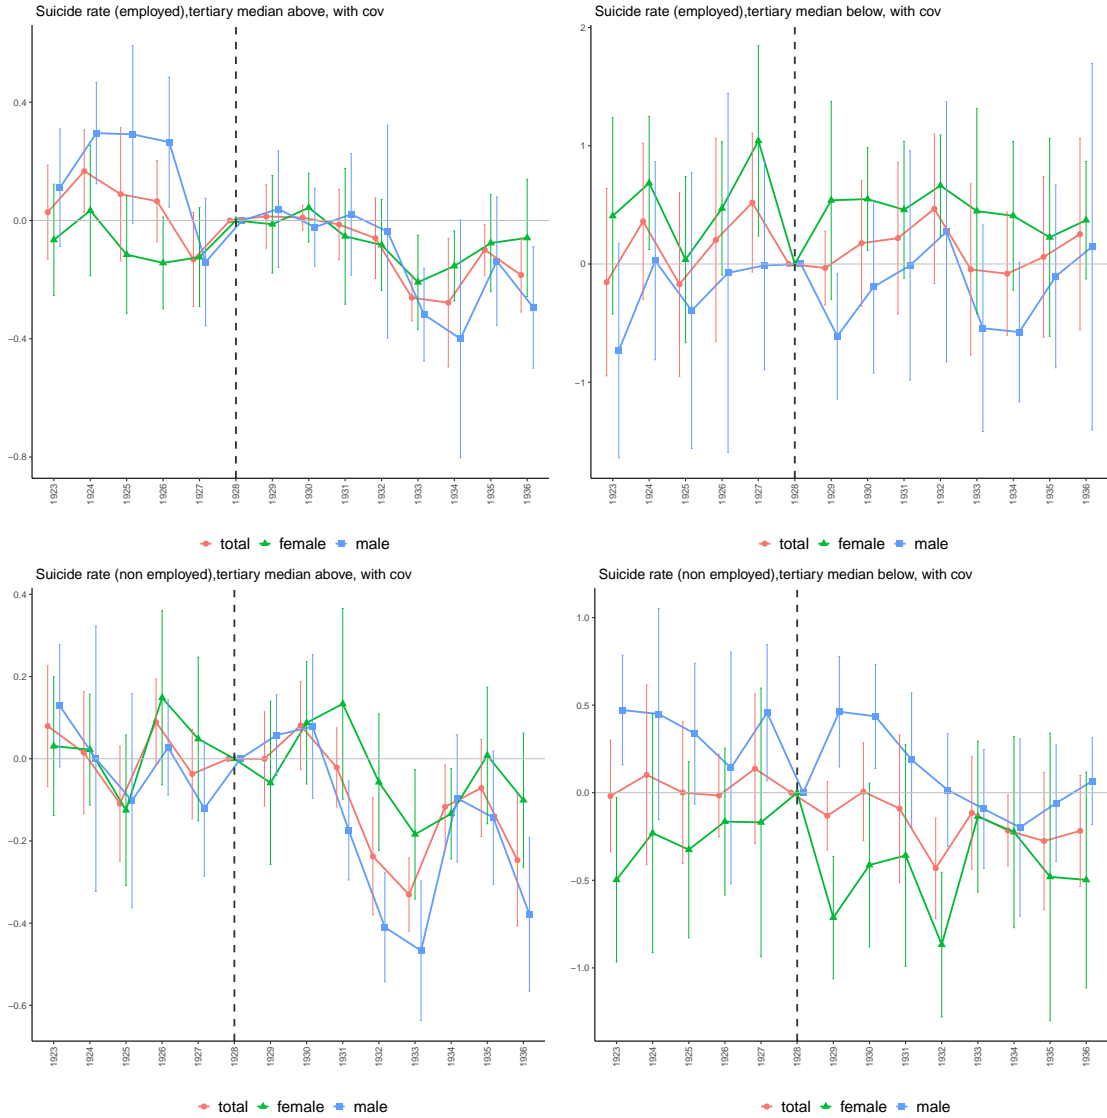 Suicide rate (employed),tertiary median above, with cov
0.4
0.0
−0.4
−0.8
1923 1924 1925 1926 1927 1928 1929 1930 1931 1932 1933 1934 1935 1936
total female male
Suicide rate (employed),tertiary median below, with cov
2
1
0
−1
1923 1924 1925 1926 1927 1928 1929 1930 1931 1932 1933 1934 1935 1936
total female male
Suicide rate (non employed),tertiary median above, with cov
0.4
0.2
0.0
−0.2
−0.4
−0.6
1923 1924 1925 1926 1927 1928 1929 1930 1931 1932 1933 1934 1935 1936
total female male
Suicide rate (non employed),tertiary median below, with cov
1.0
0.5
0.0
−0.5
−1.0
1923 1924 1925 1926 1927 1928 1929 1930 1931 1932 1933 1934 1935 1936
total female male